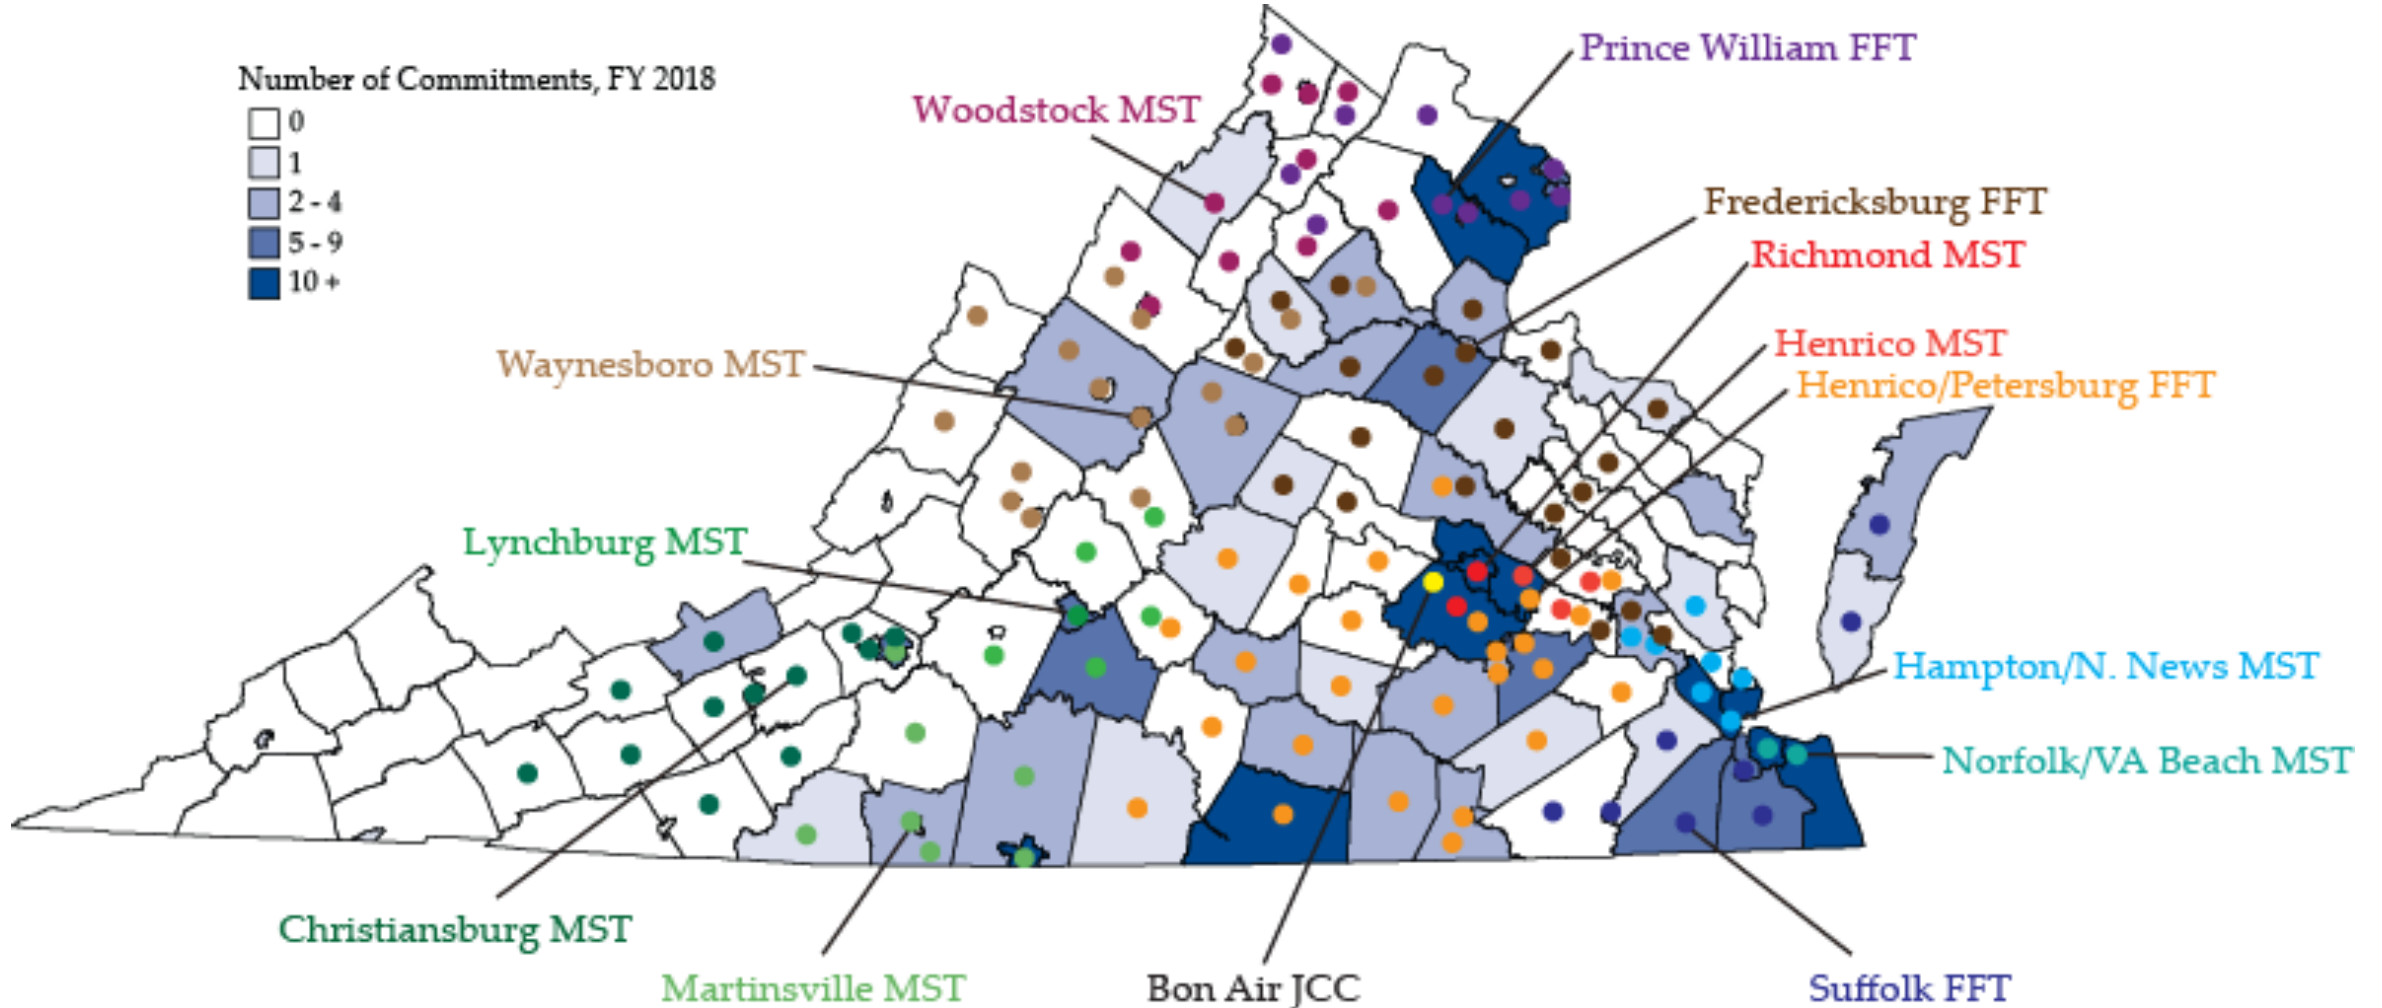 Prince William FFT
Number of Commitments, FY 2018
0
1
2 - 4
5 - 9
10 +
Woodstock MST
Fredericksburg FFT
Richmond MST
Henrico MST
Waynesboro MST
Henrico/Petersburg FFT
Lynchburg MST
Hampton/N. News MST
Norfolk/VA Beach MST
Christiansburg MST
Martinsville MST
Bon Air JCC
Suffolk FFT